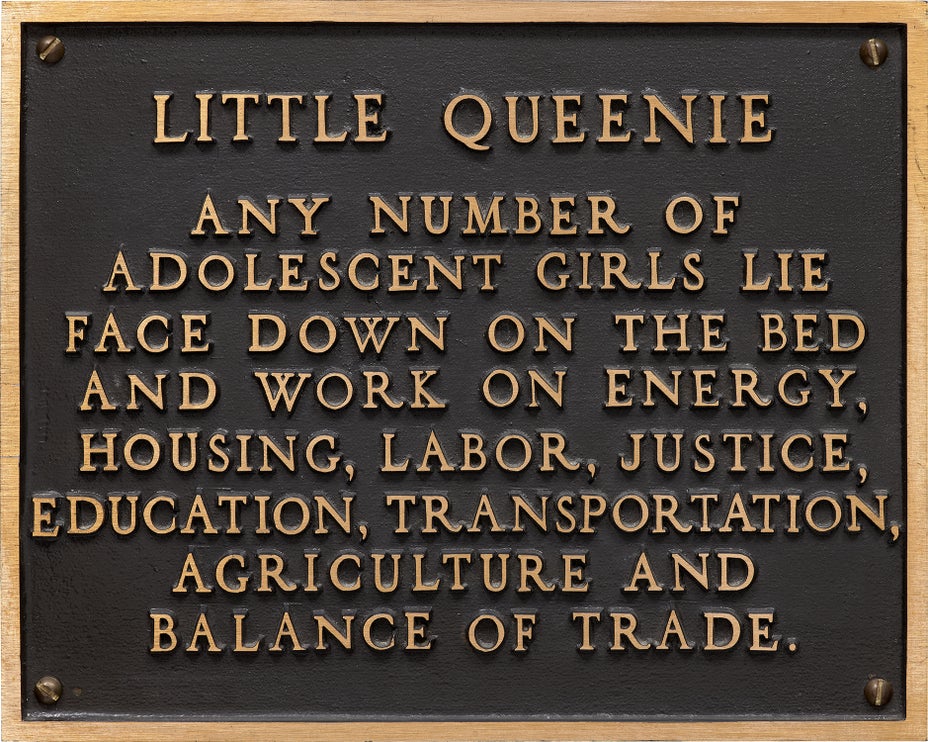 LITTLE QUEENIE
ANY NUMBER OF
ADOLESCENT GIRLS LIE
FACE DOWN ON THE BED
AND WORK ON ENERGY,
HOUSING, LABOR, JUSTICE,
EDUCATION, TRANSPORTATION,
AGRICULTURE AND
BALANCE OF TRADE.